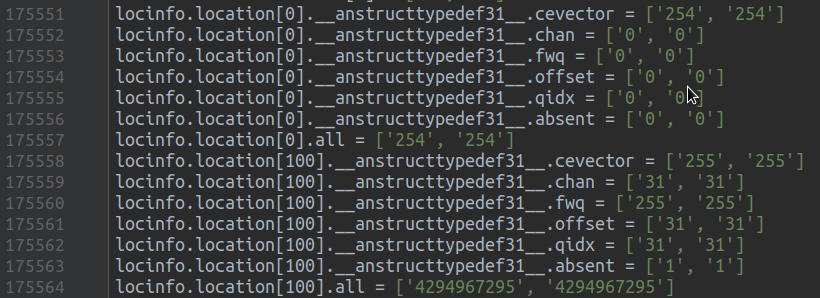 175551 locinfo.location[0].__anstructtypedef31__.cevector = ['254', '254']
175552 locinfo.location[0].__anstructtypedef31__.chan = ['0', '0']
175553 locinfo.location[0].__anstructtypedef31__.fwq = ['0', '0']
175554 locinfo.location[0].__anstructtypedef31__.offset = ['0', '0']
175555 locinfo.location[0].__anstructtypedef31__.qidx = ['0', '0']
175556 locinfo.location[0].__anstructtypedef31__.absent = ['0', '0']
175557 locinfo.location[0].all = ['254', '254']
175558 locinfo.location[100].__anstructtypedef31__.cevector = ['255', '255']
175559 locinfo.location[100].__anstructtypedef31__.chan = ['31', '31']
175560 locinfo.location[100].__anstructtypedef31__.fwq = ['255', '255']
175561 locinfo.location[100].__anstructtypedef31__.offset = ['31', '31']
175562 locinfo.location[100].__anstructtypedef31__.qidx = ['31', '31']
175563 locinfo.location[100].__anstructtypedef31__.absent = ['1', '1']
175564 locinfo.location[100].all = ['4294967295', '4294967295']